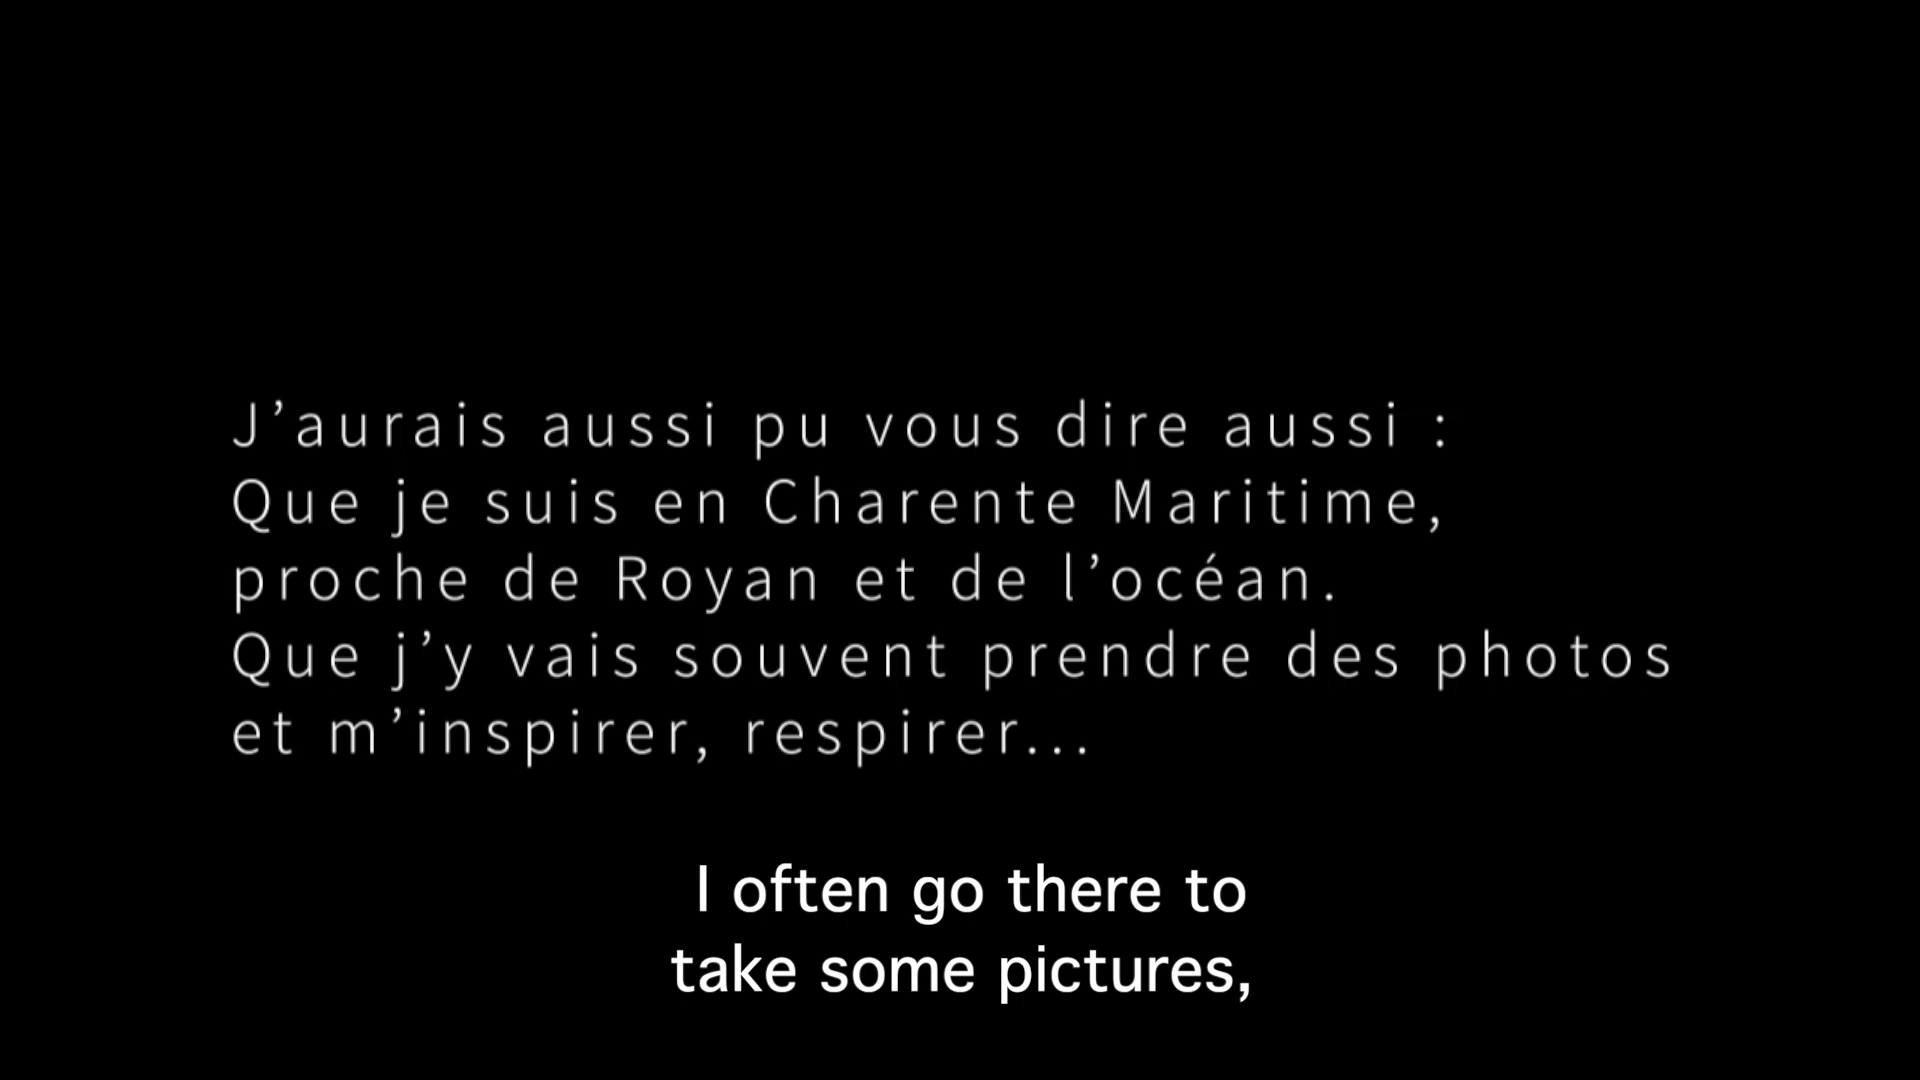 J’aurais aussi pu vous dire aussi :
Que je suis en Charente Maritime,
proche de Royan et de l’océan.
Que j’y vais souvent prendre des photos
et m’inspirer, respirer...
I often go there to
take some pictures,